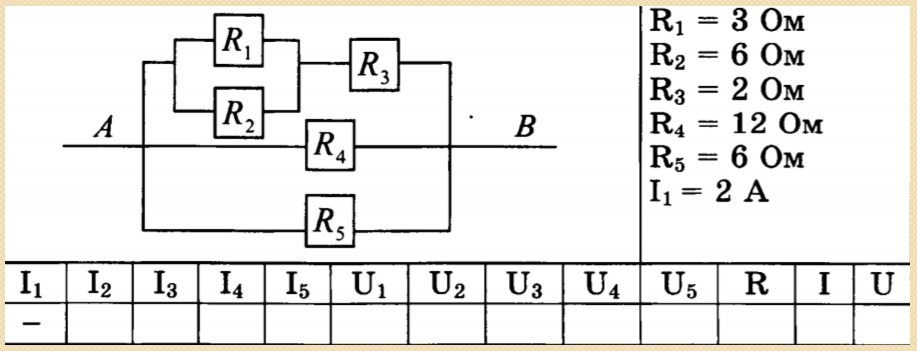 R₁ = 3 Ом
R₂ = 6 Ом
R₃ = 2 Ом
R₄ = 12 Ом
R₅ = 6 Ом
I₁ = 2 А
R₁
R₃
R₂
A B
R₄
R₅
I₁ I₂ I₃ I₄ I₅ U₁ U₂ U₃ U₄ U₅ R I U
–